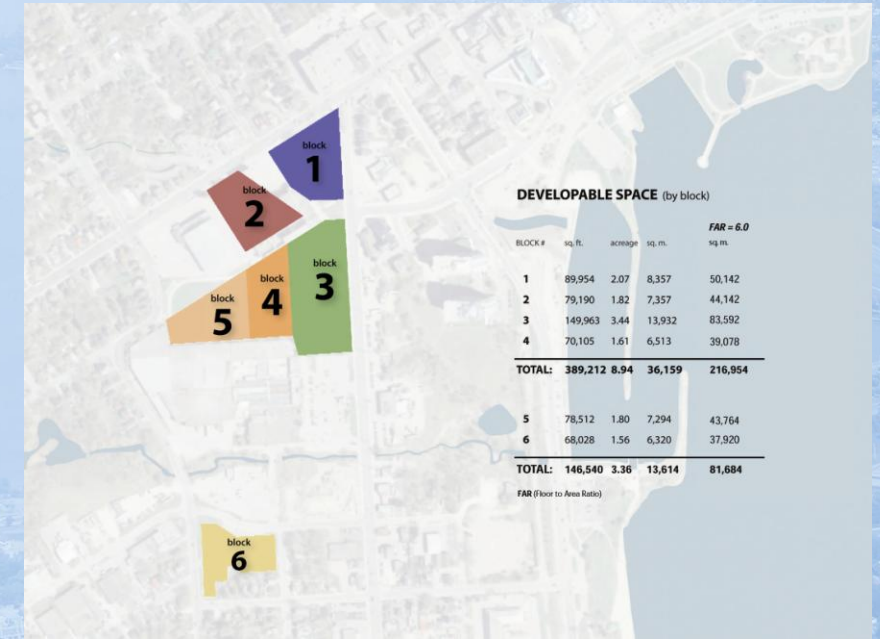 block
1
block
2
block
3
block
4
block
5
block
6
DEVELOPABLE SPACE (by block)
FAR = 6.0
BLOCK # sq. ft. acreage sq. m. sq. m.
1 89,954 2.07 8,357 50,142
2 79,190 1.82 7,357 44,142
3 149,963 3.44 13,932 83,592
4 70,105 1.61 6,513 39,078
TOTAL: 389,212 8.94 36,159 216,954
5 78,512 1.80 7,294 43,764
6 68,028 1.56 6,320 37,920
TOTAL: 146,540 3.36 13,614 81,684
FAR (Floor to Area Ratio)